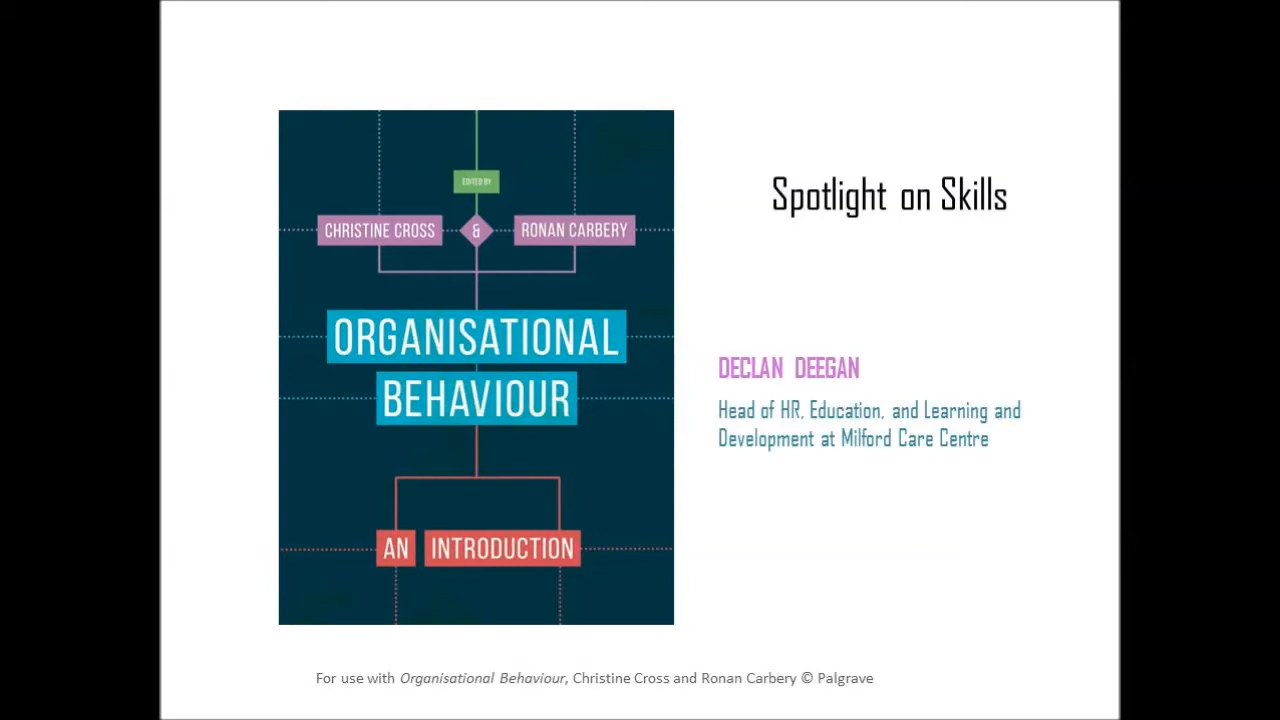 EDITED BY
CHRISTINE CROSS & RONAN CARBERY
ORGANISATIONAL
BEHAVIOUR
AN INTRODUCTION
Spotlight on Skills
DECLAN DEEGAN
Head of HR, Education, and Learning and
Development at Milford Care Centre
For use with Organisational Behaviour, Christine Cross and Ronan Carbery © Palgrave